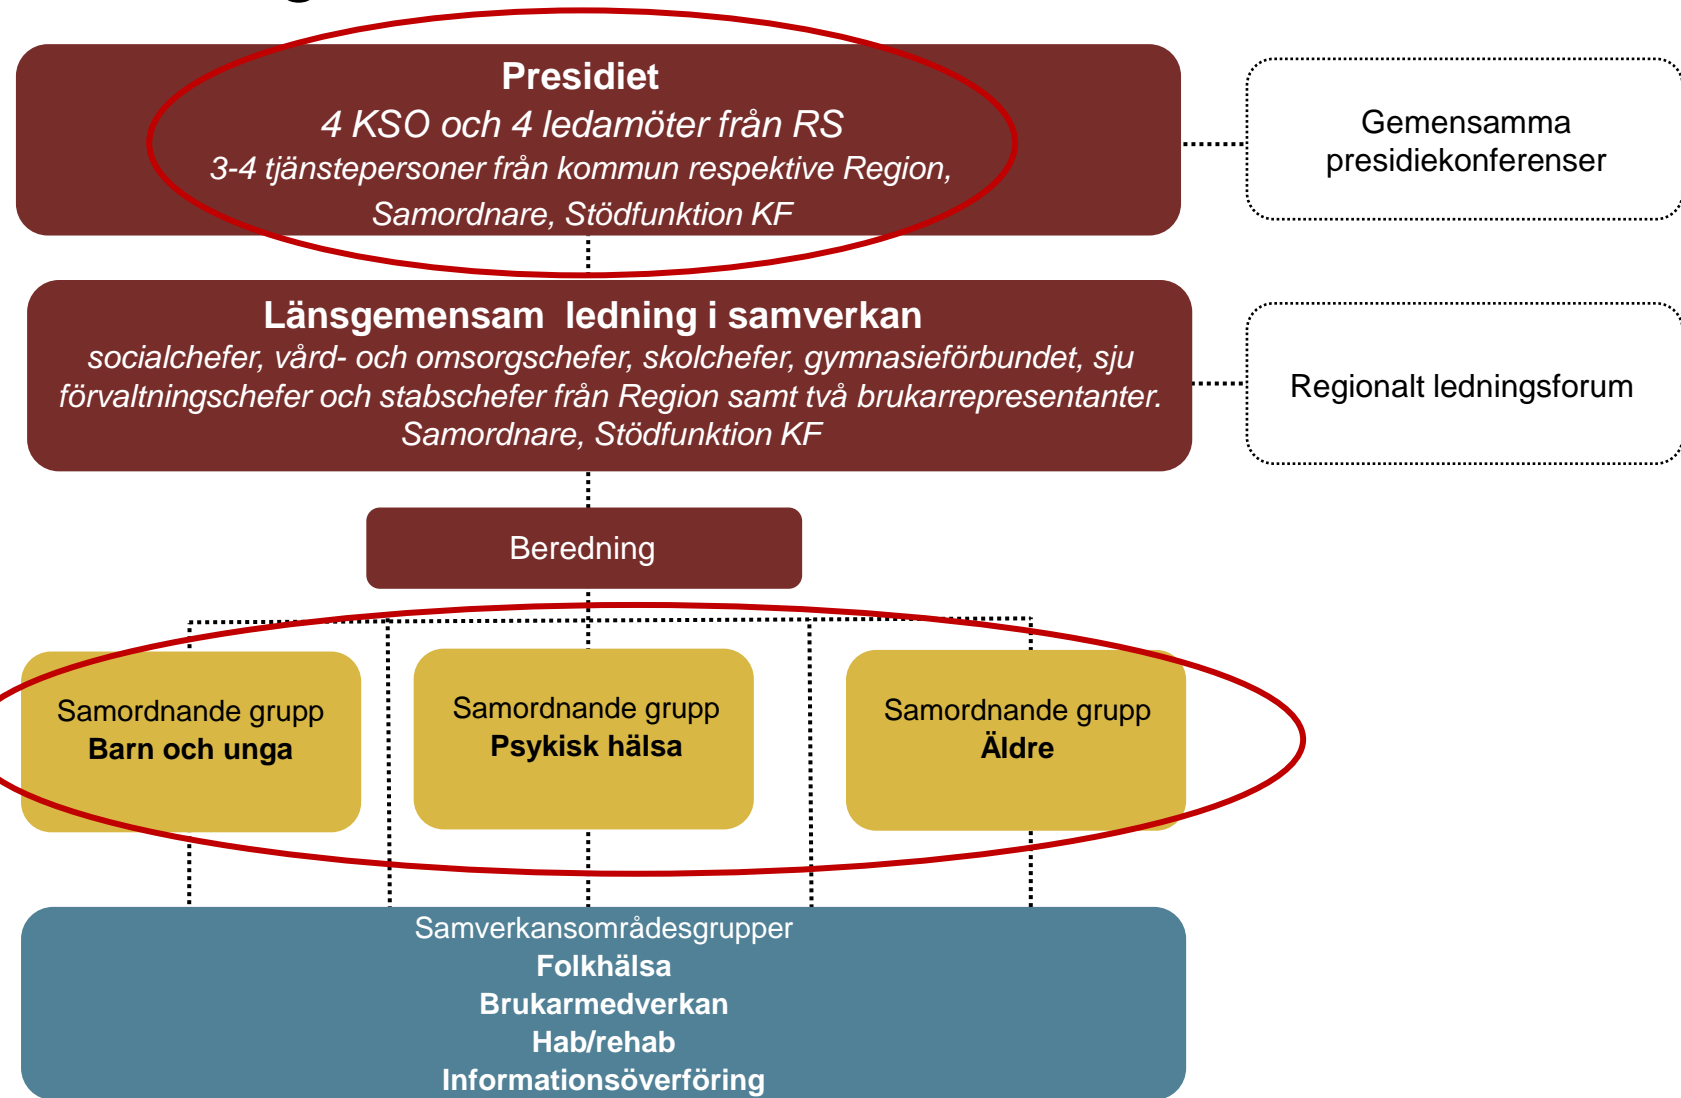 Presidiet
4 KSO och 4 ledamöter från RS
3-4 tjänstepersoner från kommun respektive Region,
Samordnare, Stödfunktion KF
Gemensamma
presidiekonferenser
Länsgemensam ledning i samverkan
socialchefer, vård- och omsorgschefer, skolchefer, gymnasieförbundet, sju
förvaltningschefer och stabschefer från Region samt två brukarrepresentanter.
Samordnare, Stödfunktion KF
Regionalt ledningsforum
Beredning
Samordnande grupp
Barn och unga
Samordnande grupp
Psykisk hälsa
Samordnande grupp
Äldre
Samverkansområdesgrupper
Folkhälsa
Brukarmedverkan
Hab/rehab
Informationsöverföring